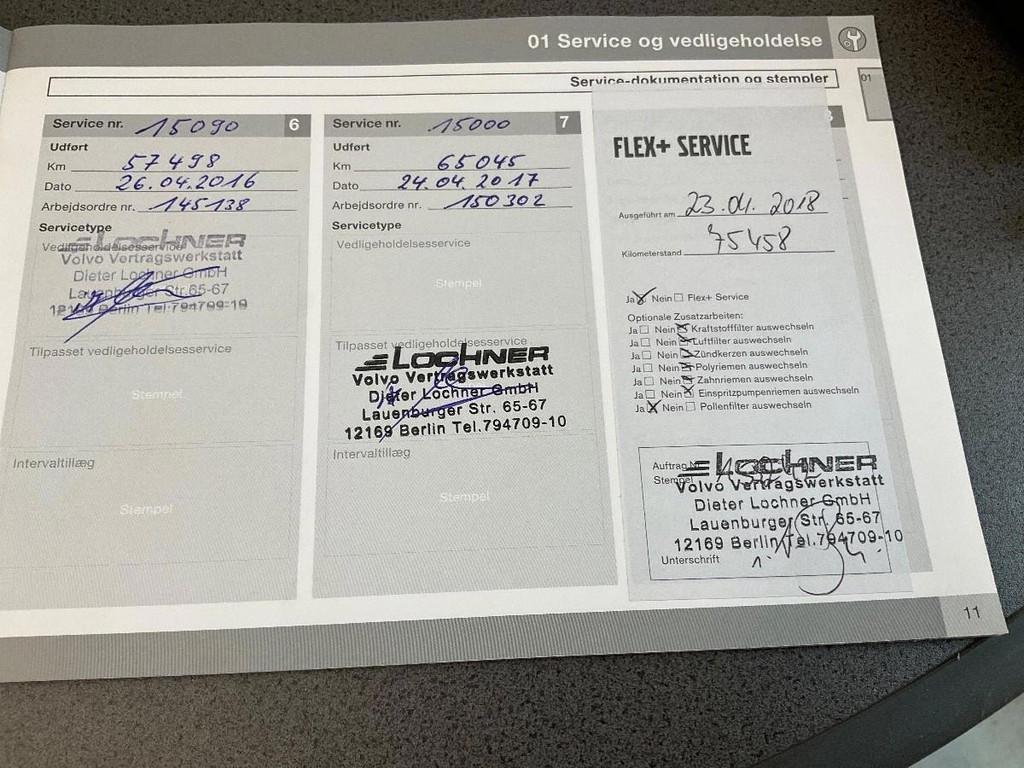 01 Service og vedligeholdelse
Service-dokumentation og stempler
01
Service nr. 15090 6
Udført
Km 57498
Dato 26.04.2016
Arbejdsordre nr. 145138
Servicetype
Vedligeholdelsesservice
LOCHNER
Volvo Vertragswerkstatt
Dieter Lochner GmbH
Lauenburger Str. 65-67
Berlin Tel.794709-10
Tilpasset vedligeholdelsesservice
Stempel
Intervaltillæg
Stempel
Service nr. 15000 7
Udført
Km 65045
Dato 24.04.2017
Arbejdsordre nr. 150302
Servicetype
Vedligeholdelsesservice
Stempel
Tilpasset vedligeholdelsesservice
LOCHNER
Volvo Vertragswerkstatt
Dieter Lochner GmbH
Lauenburger Str. 65-67
12169 Berlin Tel.794709-10
Intervaltillæg
Stempel
FLEX+ SERVICE
Ausgeführt am 23.04.2018
Kilometerstand 75458
Ja Nein Flex+ Service
Optionale Zusatzarbeiten:
Ja Nein Kraftstofffilter auswechseln
Ja Nein Luftfilter auswechseln
Ja Nein Zündkerzen auswechseln
Ja Nein Polyriemen auswechseln
Ja Nein Zahnriemen auswechseln
Ja Nein Einspritzpumpenriemen auswechseln
Ja Nein Pollenfilter auswechseln
Auftrag
Stempel
LOCHNER
Volvo Vertragswerkstatt
Dieter Lochner GmbH
Lauenburger Str. 65-67
12169 Berlin Tel.794709-10
Unterschrift
11